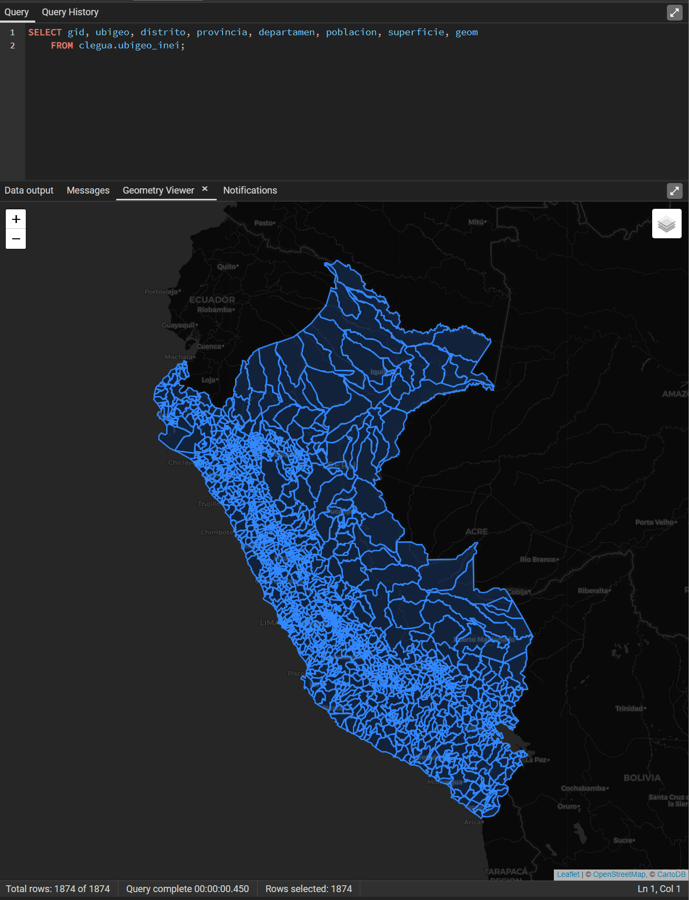 Query Query History
1 SELECT gid, ubigeo, distrito, provincia, departamen, poblacion, superficie, geom
2 FROM clegua.ubigeo_inei;
Data output Messages Geometry Viewer × Notifications
+
−
Pasto
Mitú
Quito
Portoviejo
ECUADOR
Riobamba
Guayaquil
Cuenca
Machala
Loja
AMAZ
Chiclayo
Trujillo
Chimbote
ACRE
Porto Velho
Rio Branco
Cobija
Riberalta
LIMA
Trinidad
La Paz
BOLIVIA
Cochabamba
Santa Cruz
de la Sier
Oruro
Arica
Sucre
TARAPACÁ
REGION
Leaflet | © OpenStreetMap, © CartoDB
Total rows: 1874 of 1874 Query complete 00:00:00.450 Rows selected: 1874 Ln 1, Col 1